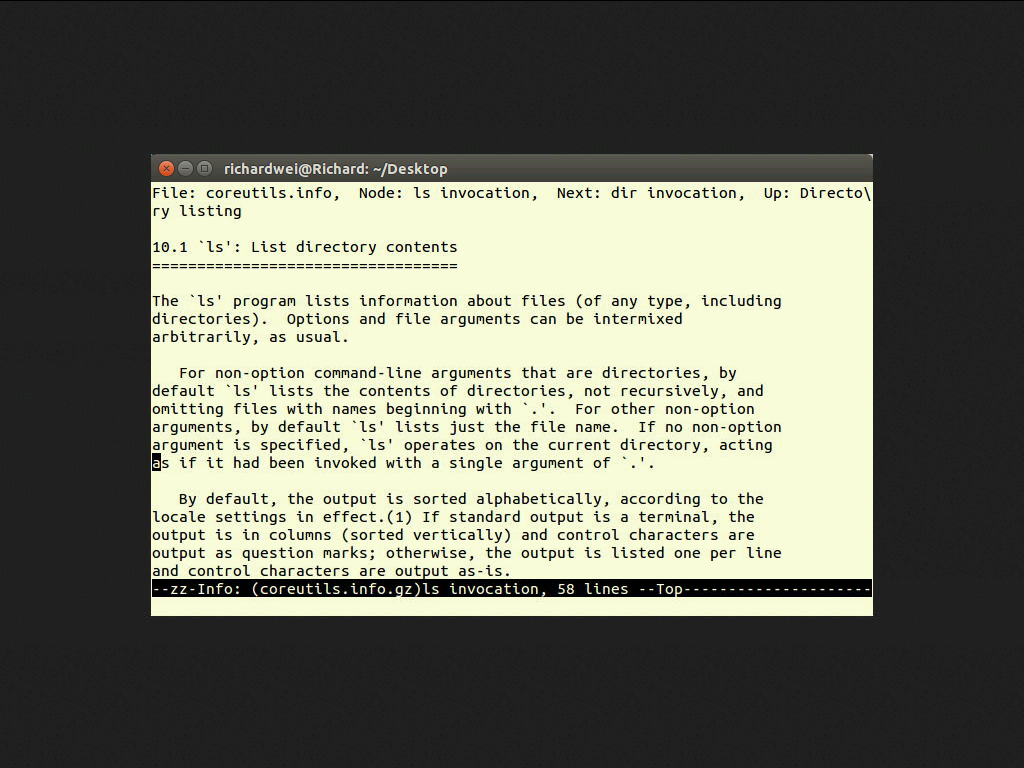 richardwei@Richard: ~/Desktop
File: coreutils.info,  Node: ls invocation,  Next: dir invocation,  Up: Directo\
ry listing
10.1 `ls': List directory contents
==================================
The `ls' program lists information about files (of any type, including
directories).  Options and file arguments can be intermixed
arbitrarily, as usual.
   For non-option command-line arguments that are directories, by
default `ls' lists the contents of directories, not recursively, and
omitting files with names beginning with `.'.  For other non-option
arguments, by default `ls' lists just the file name.  If no non-option
argument is specified, `ls' operates on the current directory, acting
as if it had been invoked with a single argument of `.'.
   By default, the output is sorted alphabetically, according to the
locale settings in effect.(1) If standard output is a terminal, the
output is in columns (sorted vertically) and control characters are
output as question marks; otherwise, the output is listed one per line
and control characters are output as-is.
--zz-Info: (coreutils.info.gz)ls invocation, 58 lines --Top---------------------